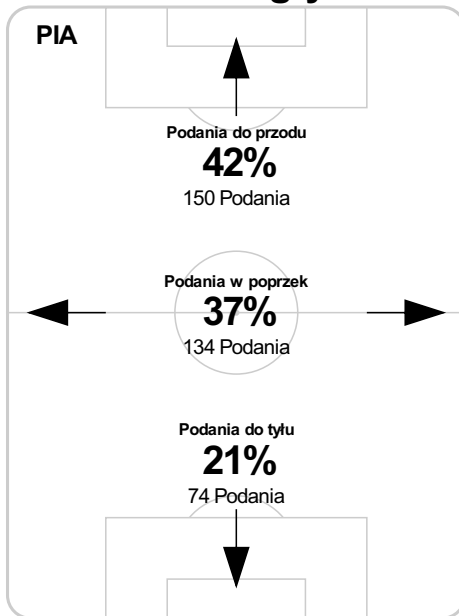 PIA
Podania do przodu
42%
150 Podania
Podania w poprzek
37%
134 Podania
Podania do tyłu
21%
74 Podania